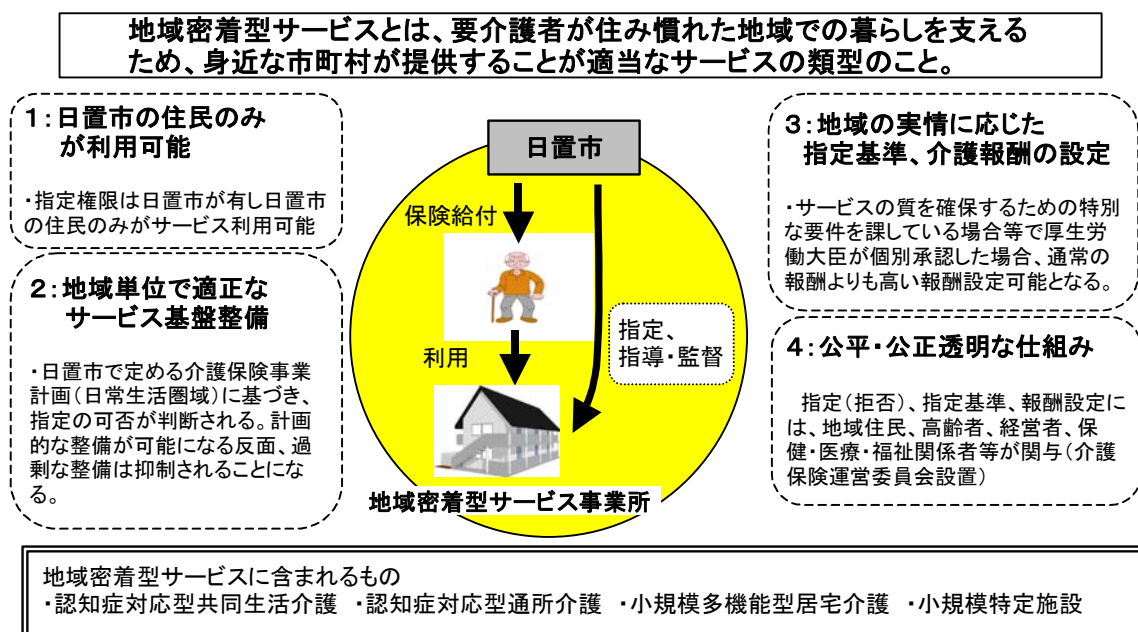 地域密着型サービスとは、要介護者が住み慣れた地域での暮らしを支える
ため、身近な市町村が提供することが適当なサービスの類型のこと。
1:日置市の住民のみ
が利用可能
・指定権限は日置市が有し日置市
の住民のみがサービス利用可能
2:地域単位で適正な
サービス基盤整備
・日置市で定める介護保険事業
計画(日常生活圏域)に基づき、
指定の可否が判断される。計画
的な整備が可能になる反面、過
剰な整備は抑制されることにな
る。
日置市
保険給付
利用
指定、
指導・監督
地域密着型サービス事業所
3:地域の実情に応じた
指定基準、介護報酬の設定
・サービスの質を確保するための特別
な要件を課している場合等で厚生労
働大臣が個別承認した場合、通常の
報酬よりも高い報酬設定可能となる。
4:公平・公正透明な仕組み
指定(拒否)、指定基準、報酬設定に
は、地域住民、高齢者、経営者、保
健・医療・福祉関係者等が関与(介護
保険運営委員会設置)
地域密着型サービスに含まれるもの
・認知症対応型共同生活介護 ・認知症対応型通所介護 ・小規模多機能型居宅介護 ・小規模特定施設